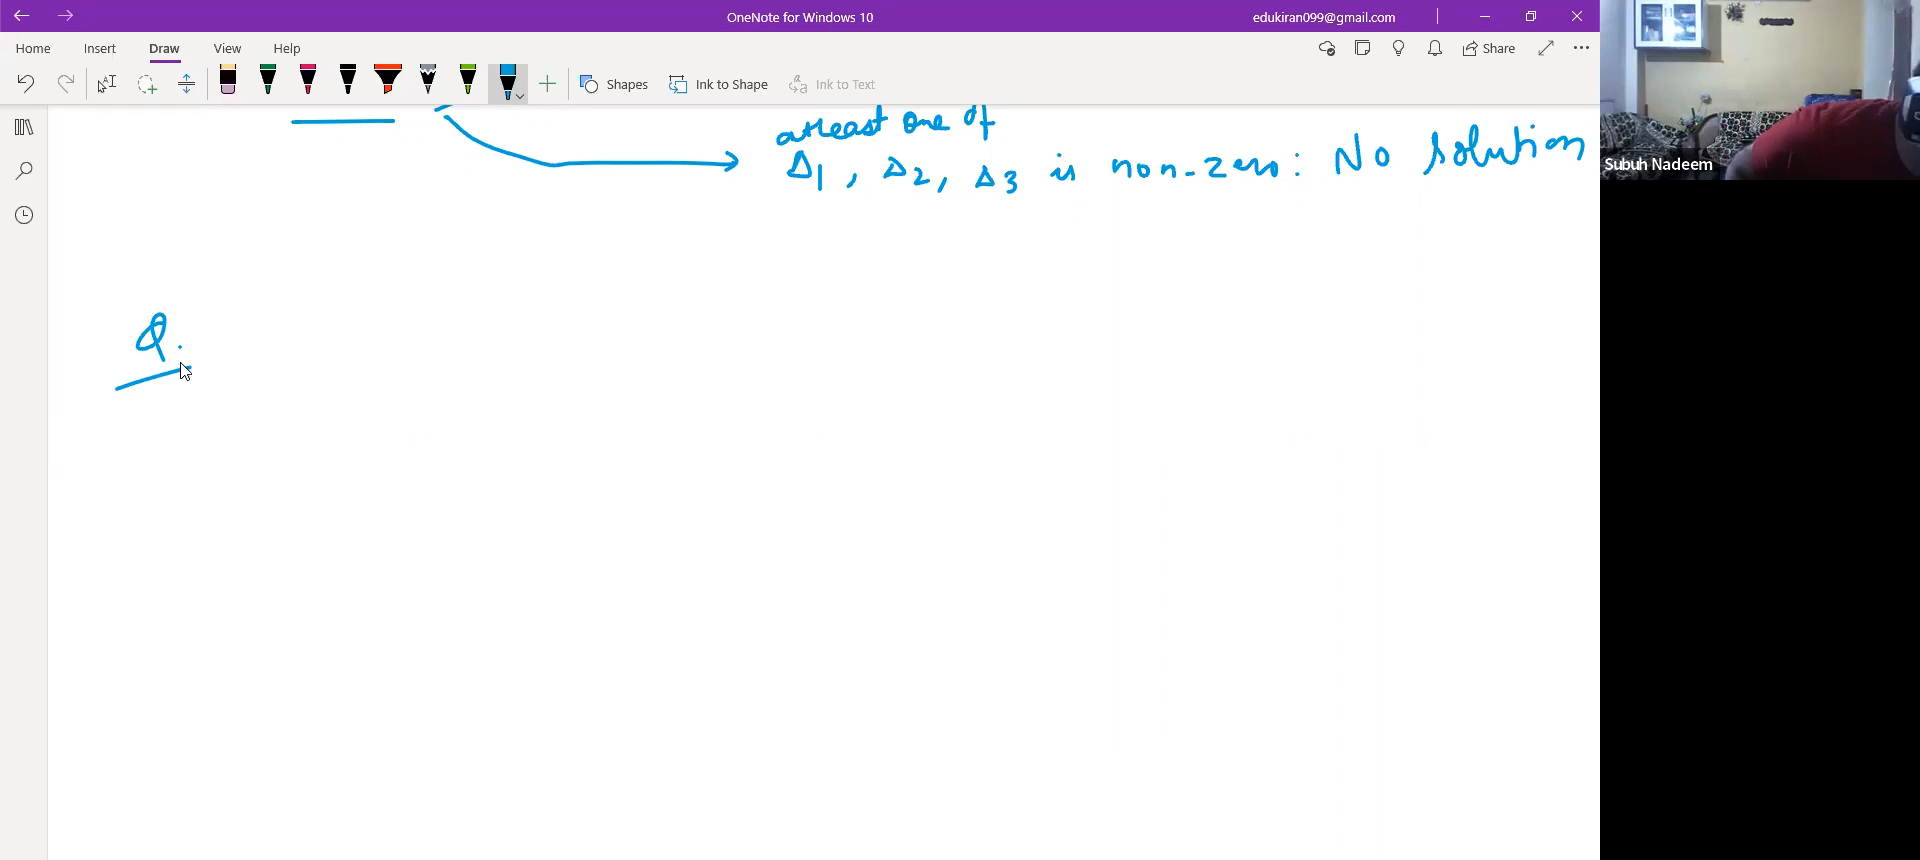 OneNote for Windows 10
edukiran099@gmail.com
Home Insert Draw View Help
Share
Shapes Ink to Shape Ink to Text
atleast one of
Δ1, Δ2, Δ3 is non-zero: No solution
Subuh Nadeem
Q.